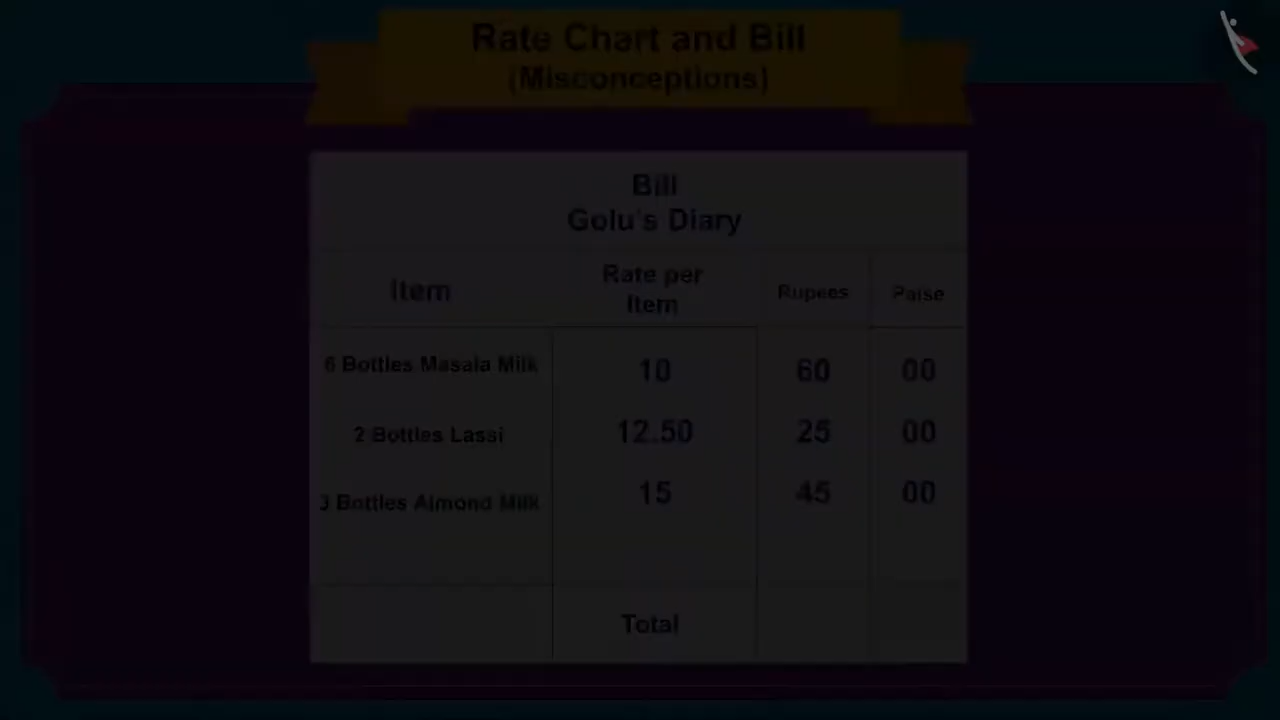 Rate Chart and Bill
(Misconceptions)
Bill
Golu's Diary
Item Rate per Item Rupees Paise
6 Bottles Masala Milk 10 60 00
2 Bottles Lassi 12.50 25 00
3 Bottles Almond Milk 15 45 00
Total